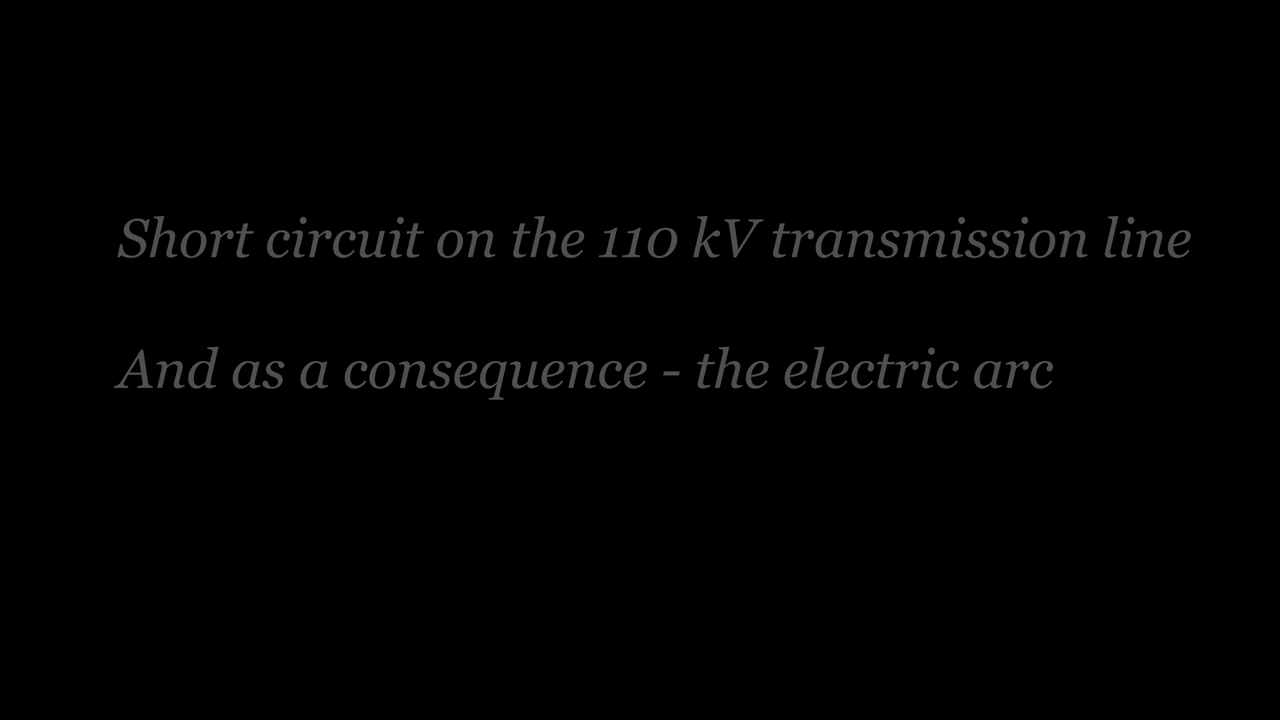 Short circuit on the 110 kV transmission line
And as a consequence - the electric arc